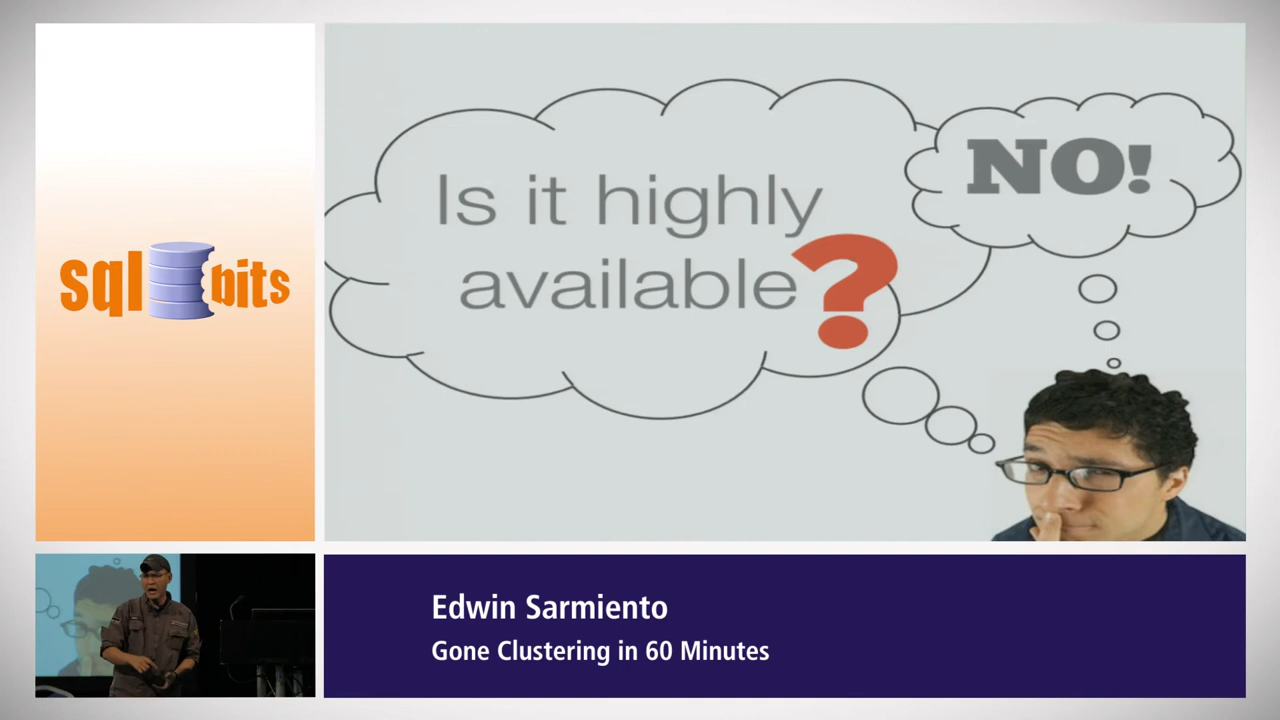 sql bits
Is it highly
available?
NO!
Edwin Sarmiento
Gone Clustering in 60 Minutes